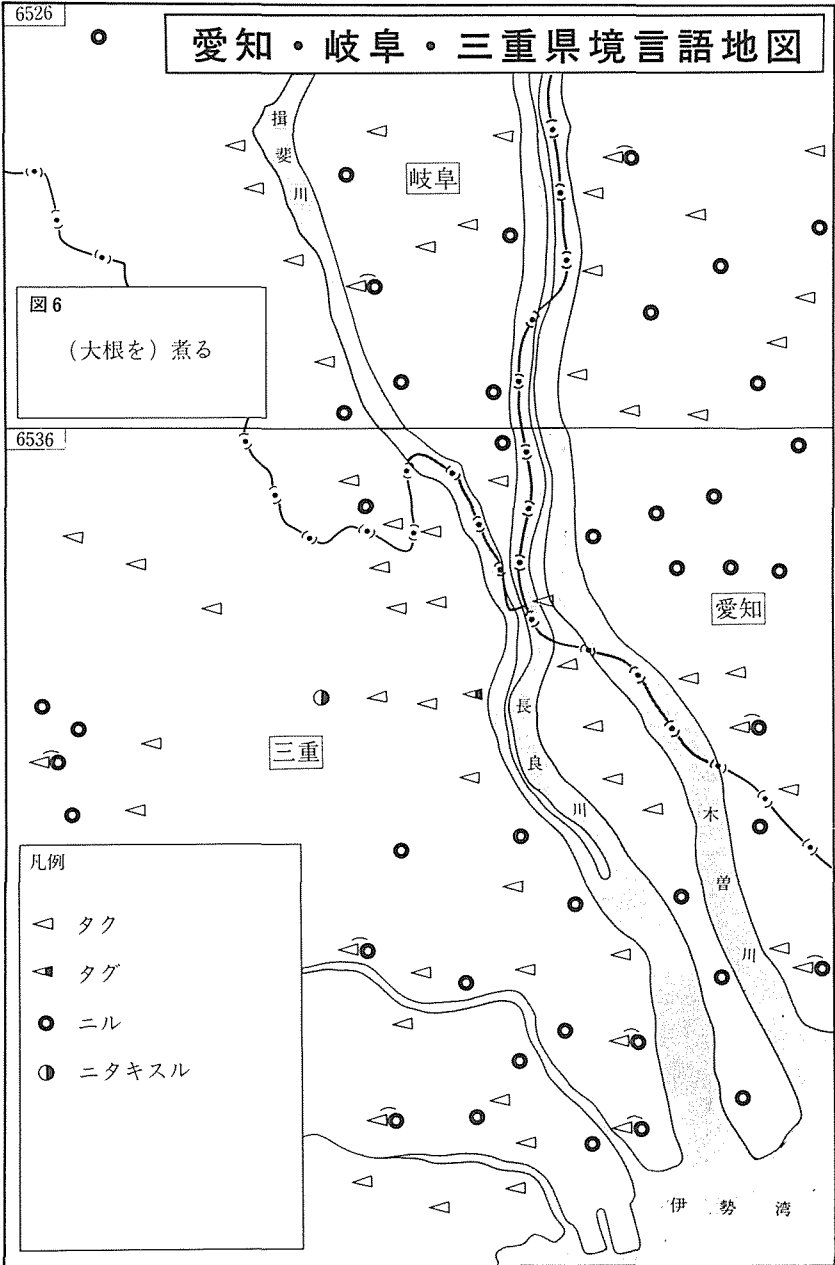 6526
愛知・岐阜・三重県境言語地図
揖斐川
岐阜
図6
(大根を)煮る
6536
愛知
三重
長良川
木曽川
凡例
タク
タグ
ニル
ニタキスル
伊勢湾